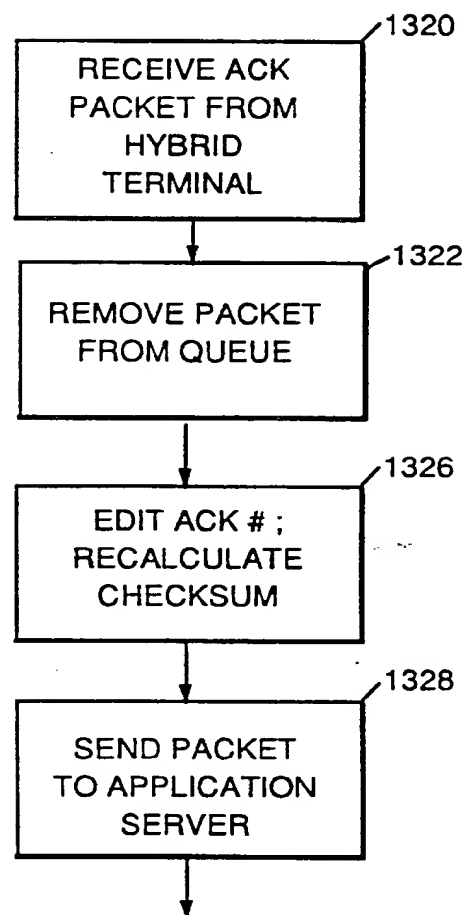 1320
RECEIVE ACK
PACKET FROM
HYBRID
TERMINAL
1322
REMOVE PACKET
FROM QUEUE
1326
EDIT ACK # ;
RECALCULATE
CHECKSUM
1328
SEND PACKET
TO APPLICATION
SERVER